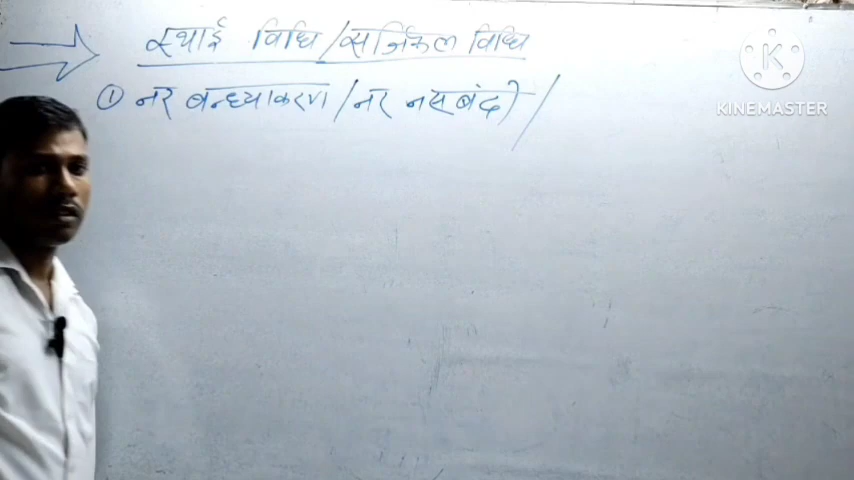 स्थाई विधि/सर्जिकल विधि
① नर बन्ध्याकरण/नर नसबंदी/
K
KINEMASTER